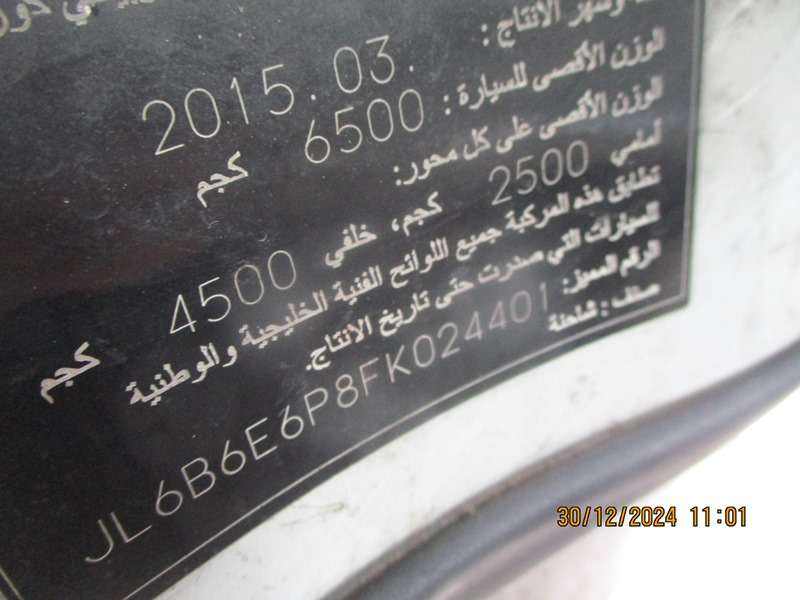 وشهر الانتاج : 2015.03.
الوزن الأقصى للسيارة : 6500 كجم
الوزن الأقصى على كل محور:
أمامي 2500 كجم، خلفي 4500 كجم
تطابق هذه المركبة جميع اللوائح الفنية الخليجية والوطنية
للسيارات التي صدرت حتى تاريخ الانتاج.
الرقم المميز: JL6B6E6P8FK024401
صنف : شاحنة
30/12/2024 11:01